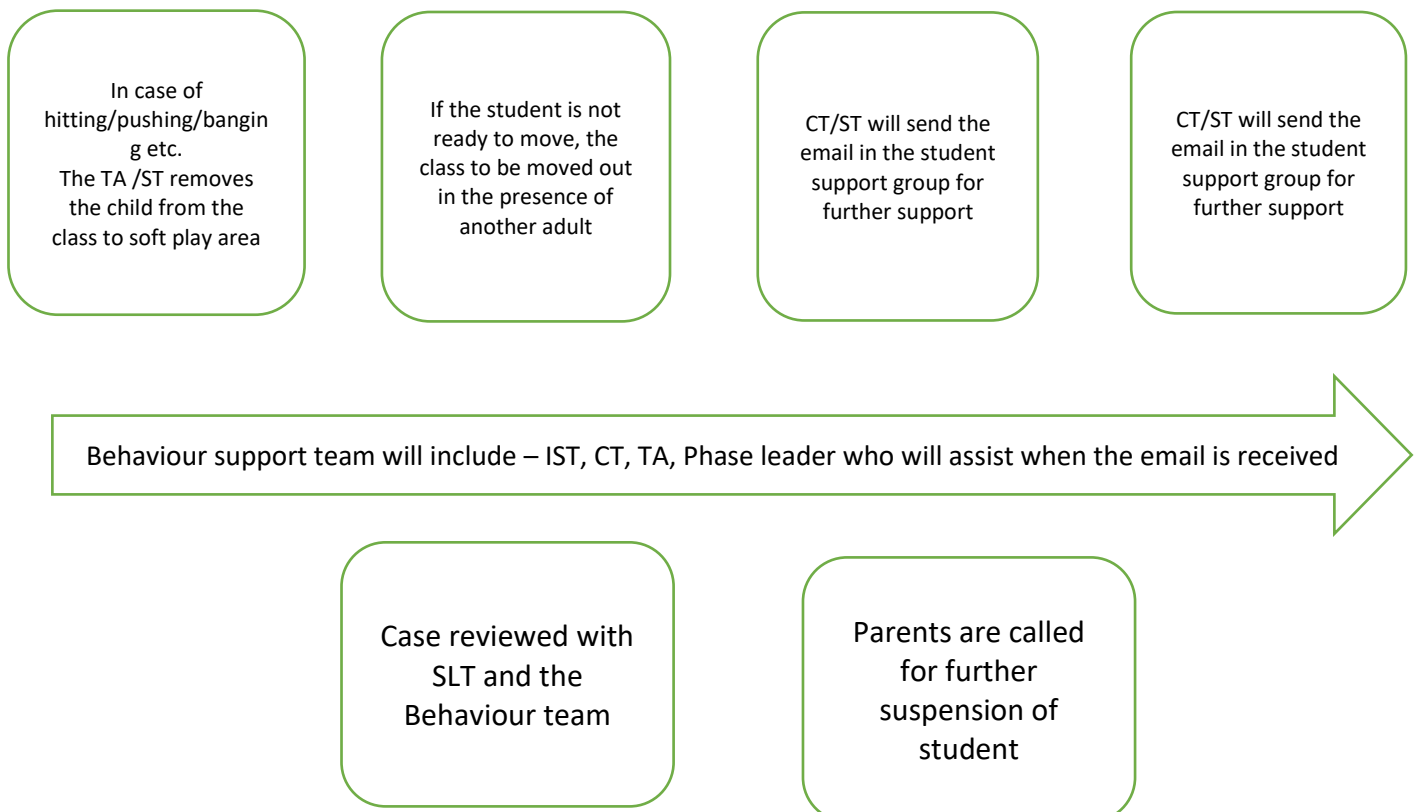 In case of
hitting/pushing/bangin
g etc.
The TA /ST removes
the child from the
class to soft play area
If the student is not
ready to move, the
class to be moved out
in the presence of
another adult
CT/ST will send the
email in the student
support group for
further support
CT/ST will send the
email in the student
support group for
further support
Behaviour support team will include – IST, CT, TA, Phase leader who will assist when the email is received
Case reviewed with
SLT and the
Behaviour team
Parents are called
for further
suspension of
student